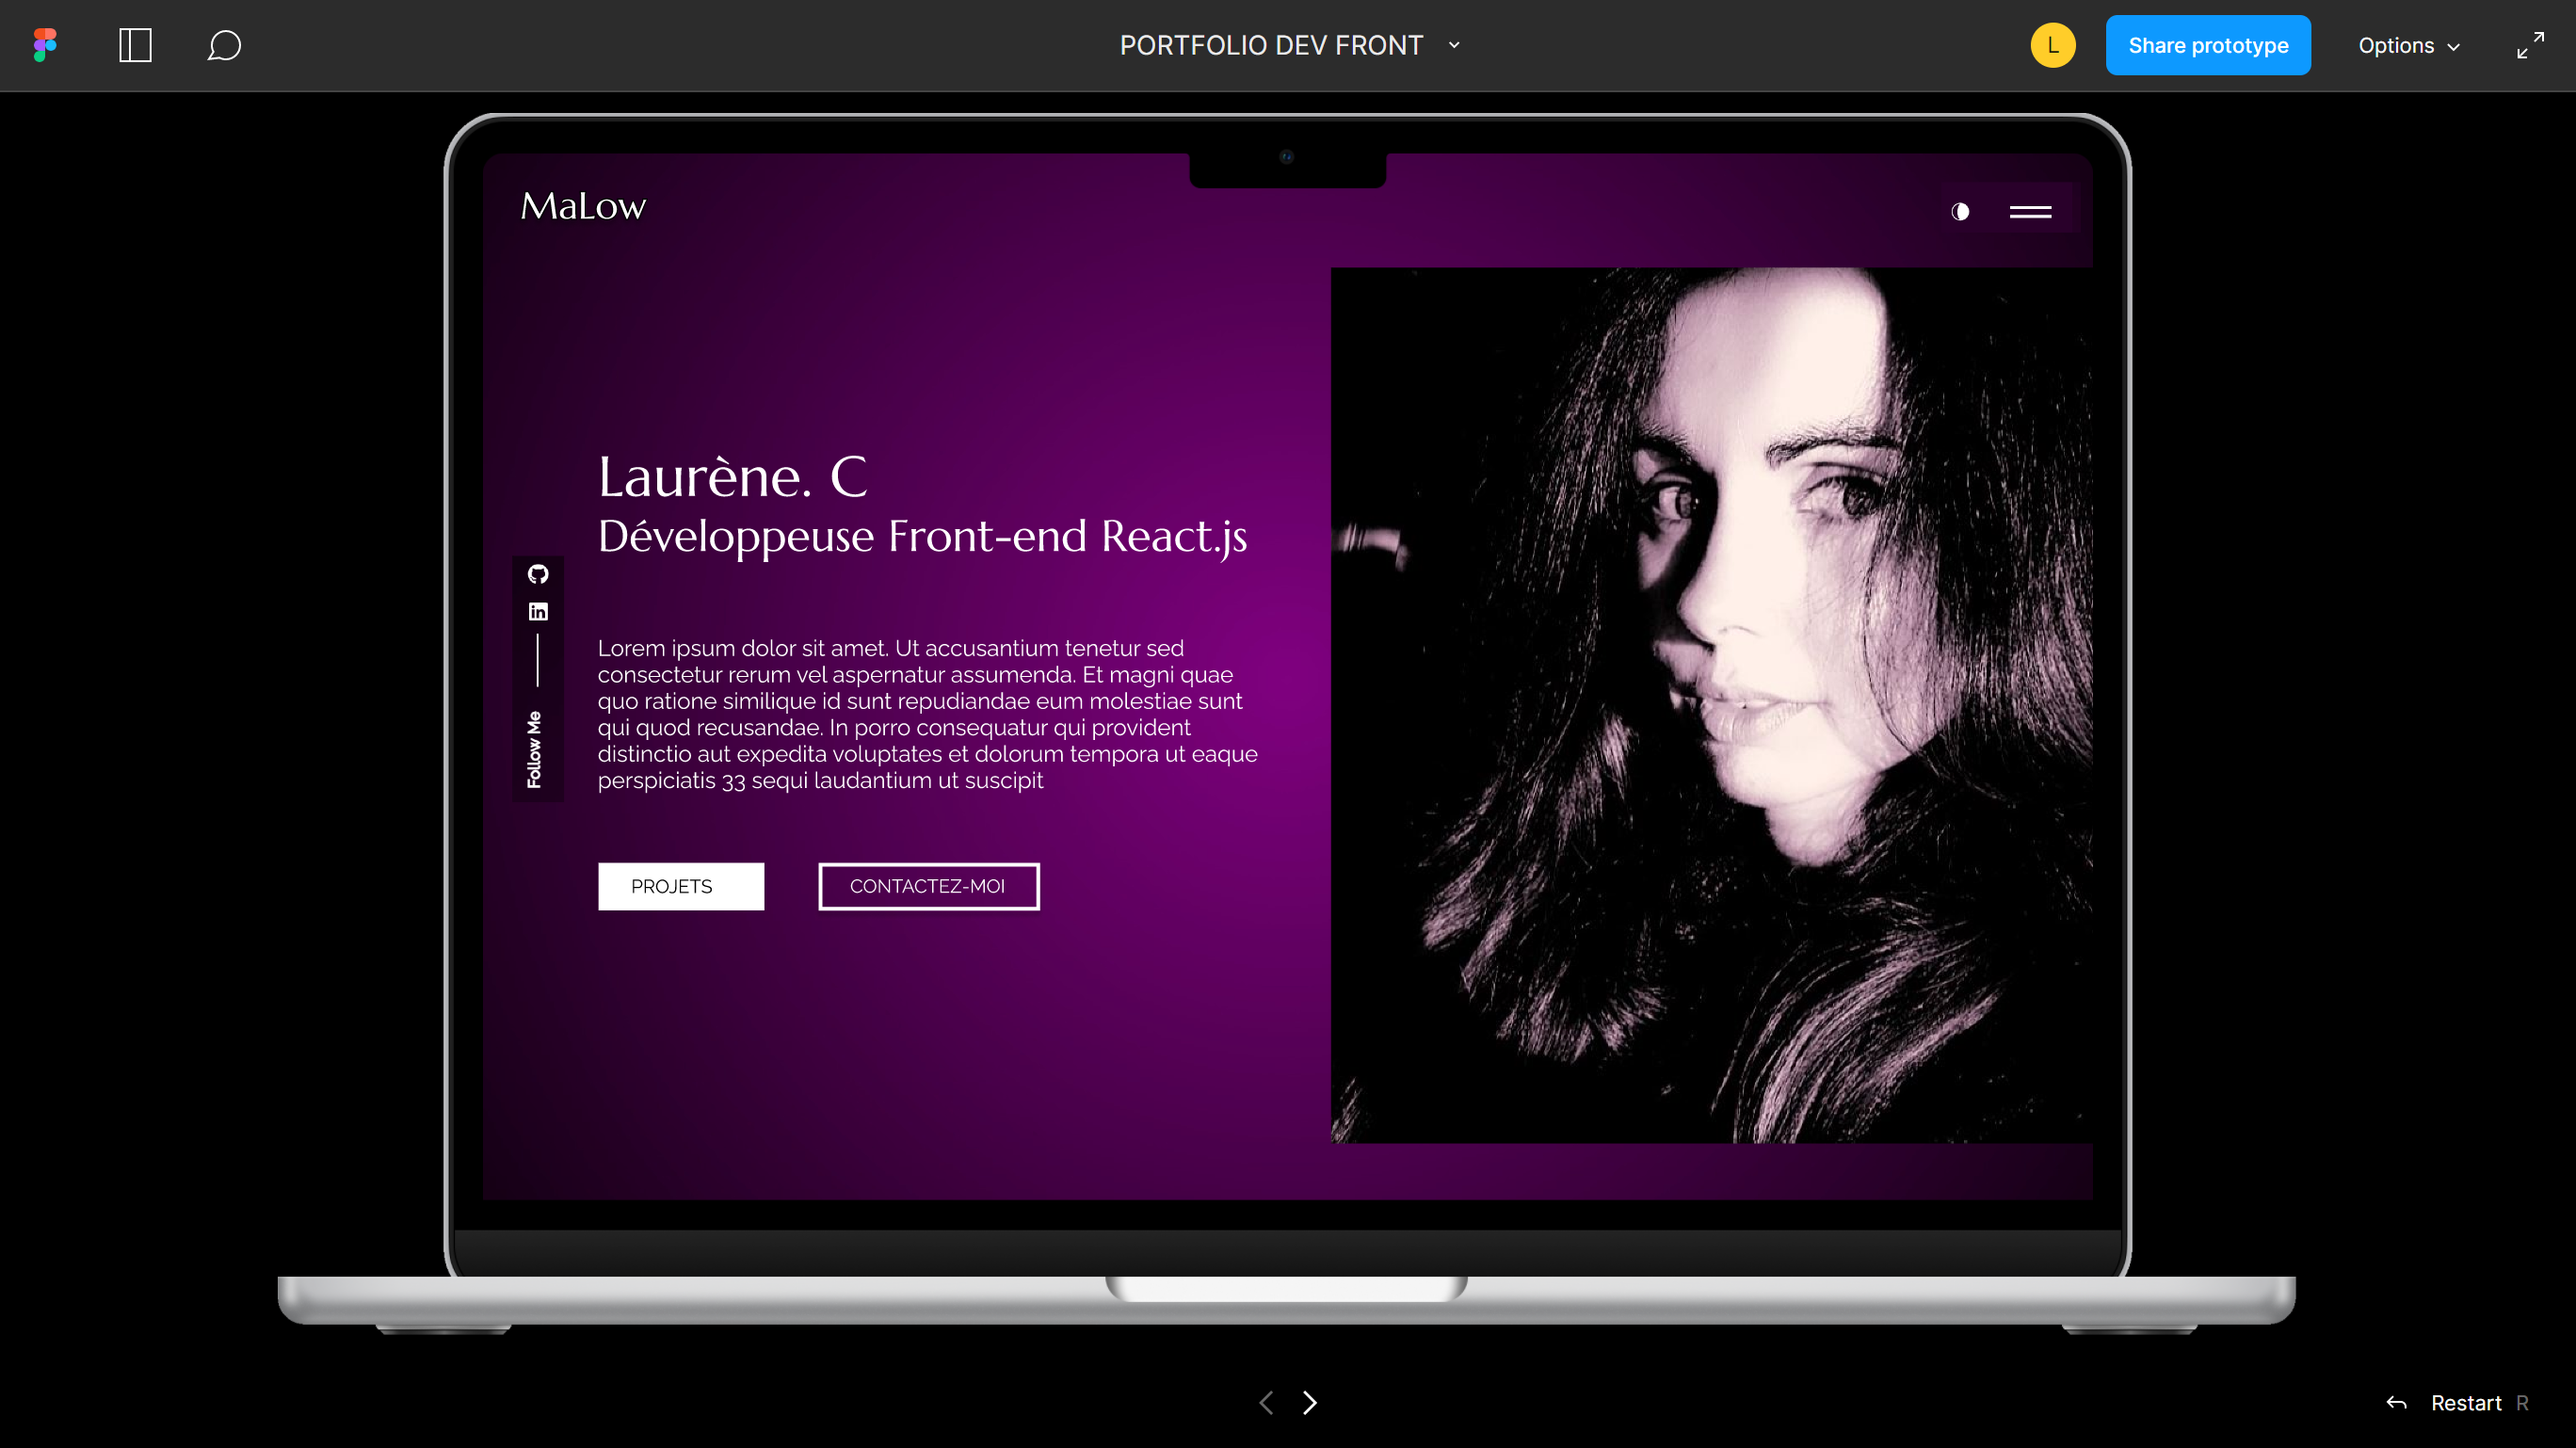 PORTFOLIO DEV FRONT
L
Share prototype
Options
MaLow
Laurène. C
Développeuse Front-end React.js
in
Follow Me
Lorem ipsum dolor sit amet. Ut accusantium tenetur sed
consectetur rerum vel aspernatur assumenda. Et magni quae
quo ratione similique id sunt repudiandae eum molestiae sunt
qui quod recusandae. In porro consequatur qui provident
distinctio aut expedita voluptates et dolorum tempora ut eaque
perspiciatis 33 sequi laudantium ut suscipit
PROJETS
CONTACTEZ-MOI
Restart R